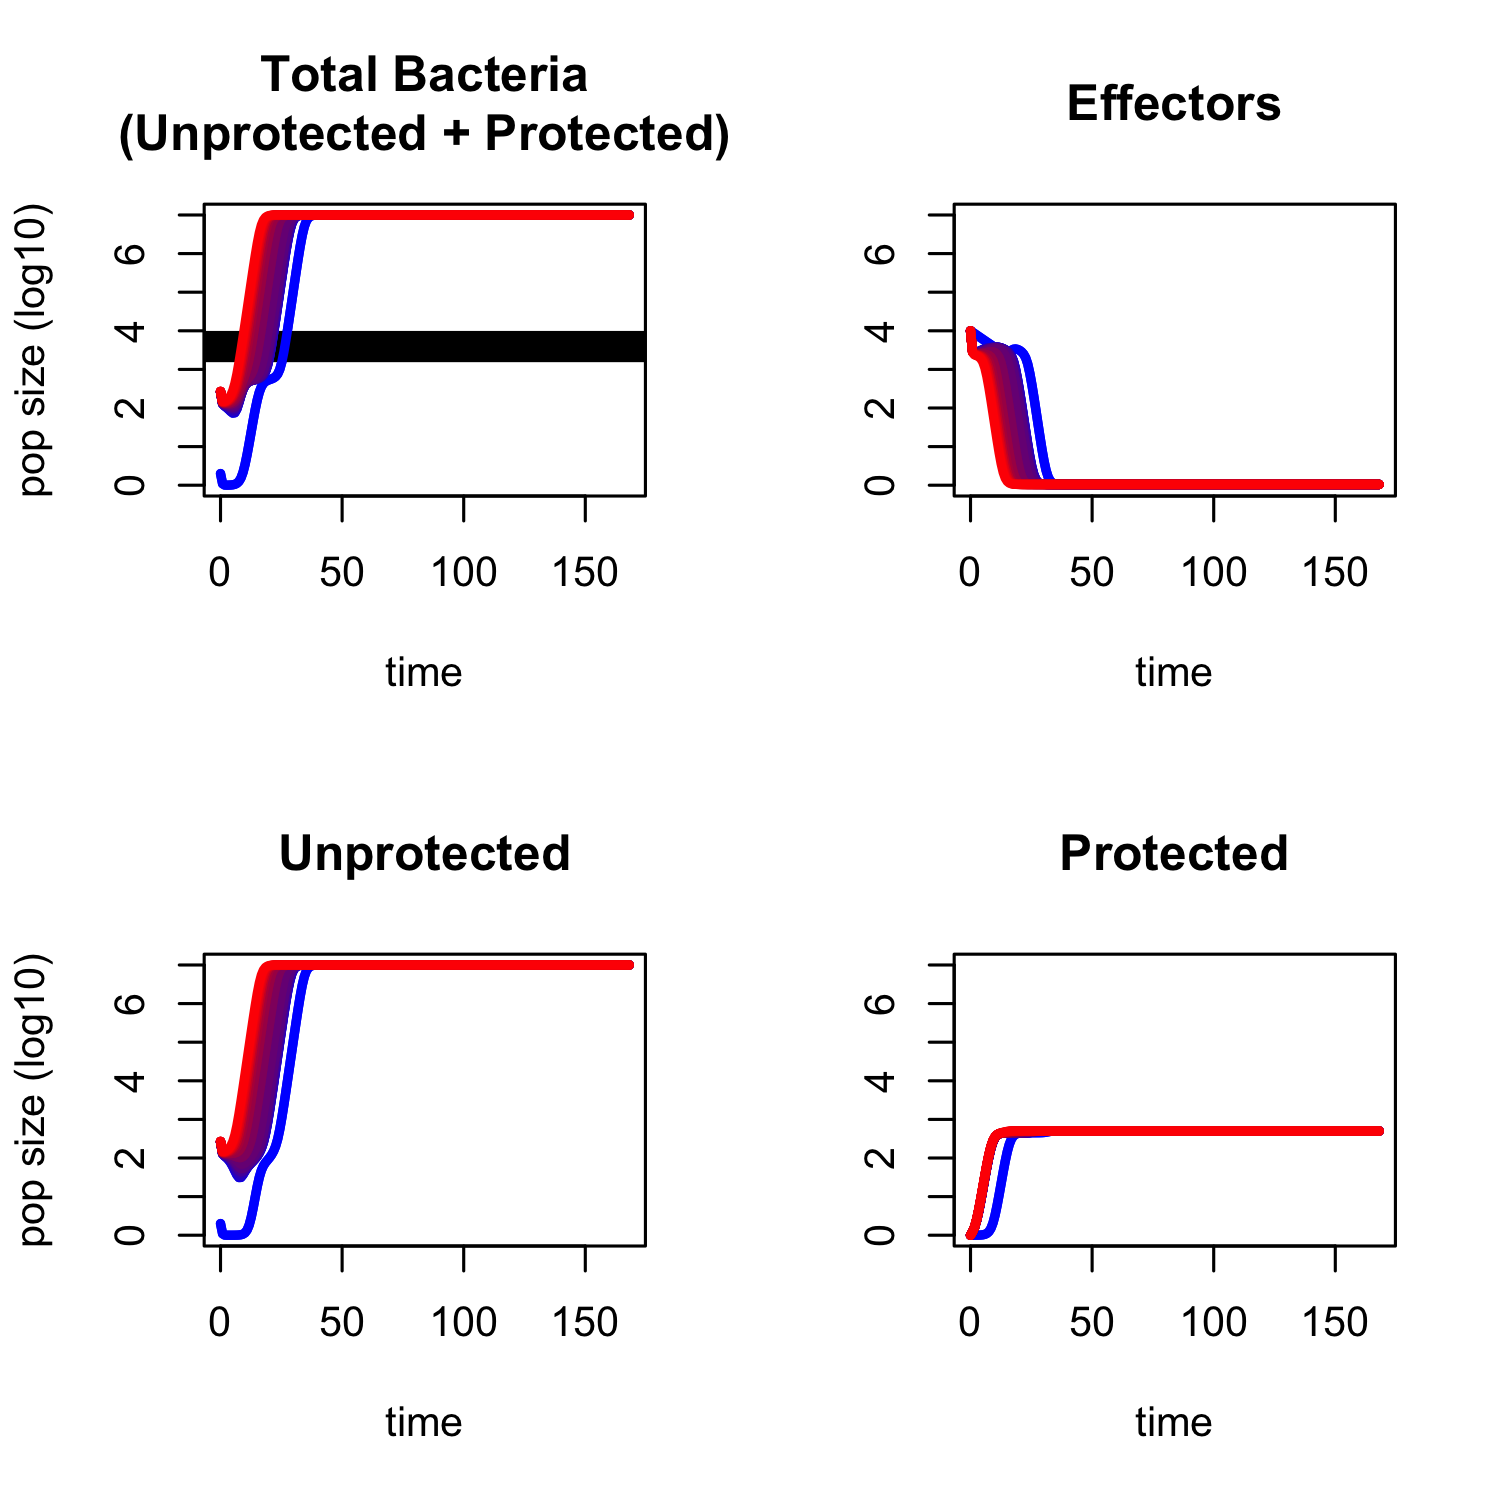 Total Bacteria
(Unprotected + Protected)
pop size (log10)
0 2 4 6
0 50 100 150
time
Effectors
0 2 4 6
0 50 100 150
time
Unprotected
pop size (log10)
0 2 4 6
0 50 100 150
time
Protected
0 2 4 6
0 50 100 150
time